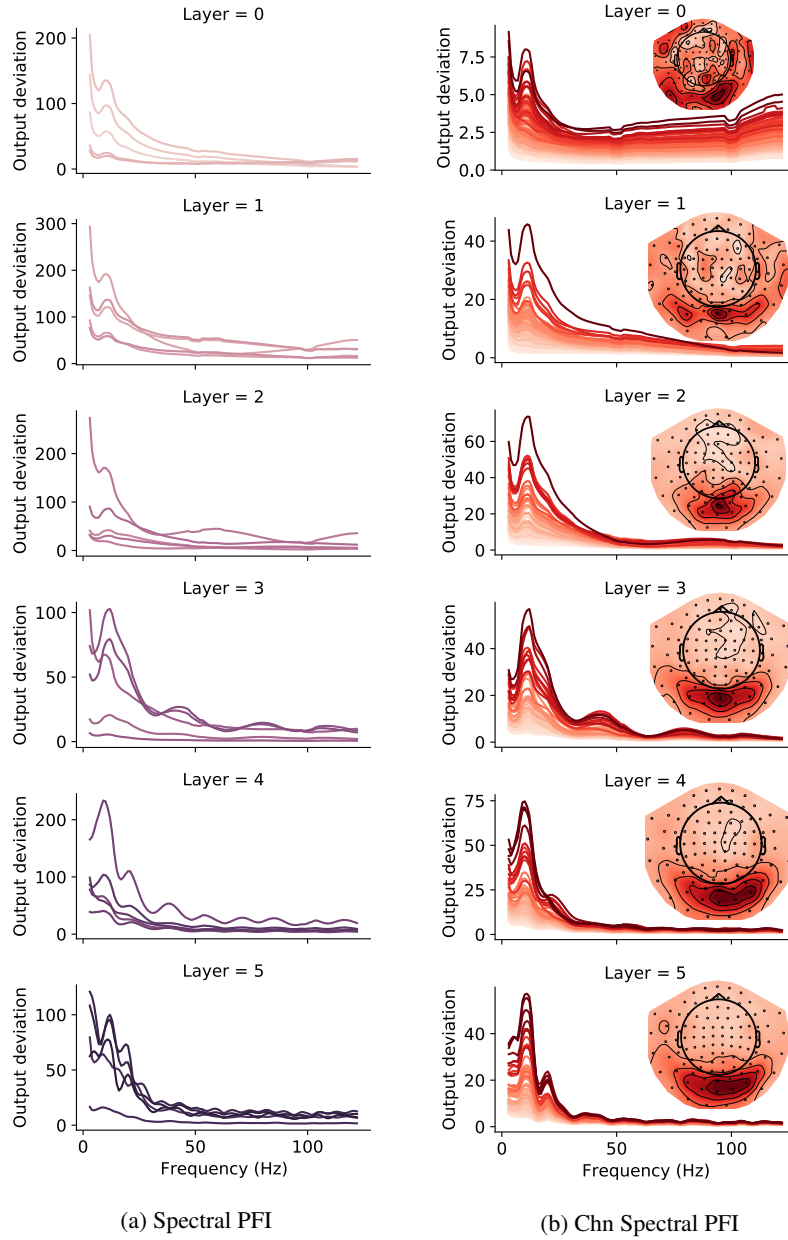 Layer = 0
Output deviation
200
100
0
Layer = 1
Output deviation
300
200
100
0
Layer = 2
Output deviation
200
100
0
Layer = 3
Output deviation
100
50
0
Layer = 4
Output deviation
200
100
0
Layer = 5
Output deviation
100
50
0
0
50
100
Frequency (Hz)
(a) Spectral PFI
Layer = 0
Output deviation
7.5
5.0
2.5
0.0
Layer = 1
Output deviation
40
20
0
Layer = 2
Output deviation
60
40
20
0
Layer = 3
Output deviation
40
20
0
Layer = 4
Output deviation
75
50
25
0
Layer = 5
Output deviation
40
20
0
0
50
100
Frequency (Hz)
(b) Chn Spectral PFI